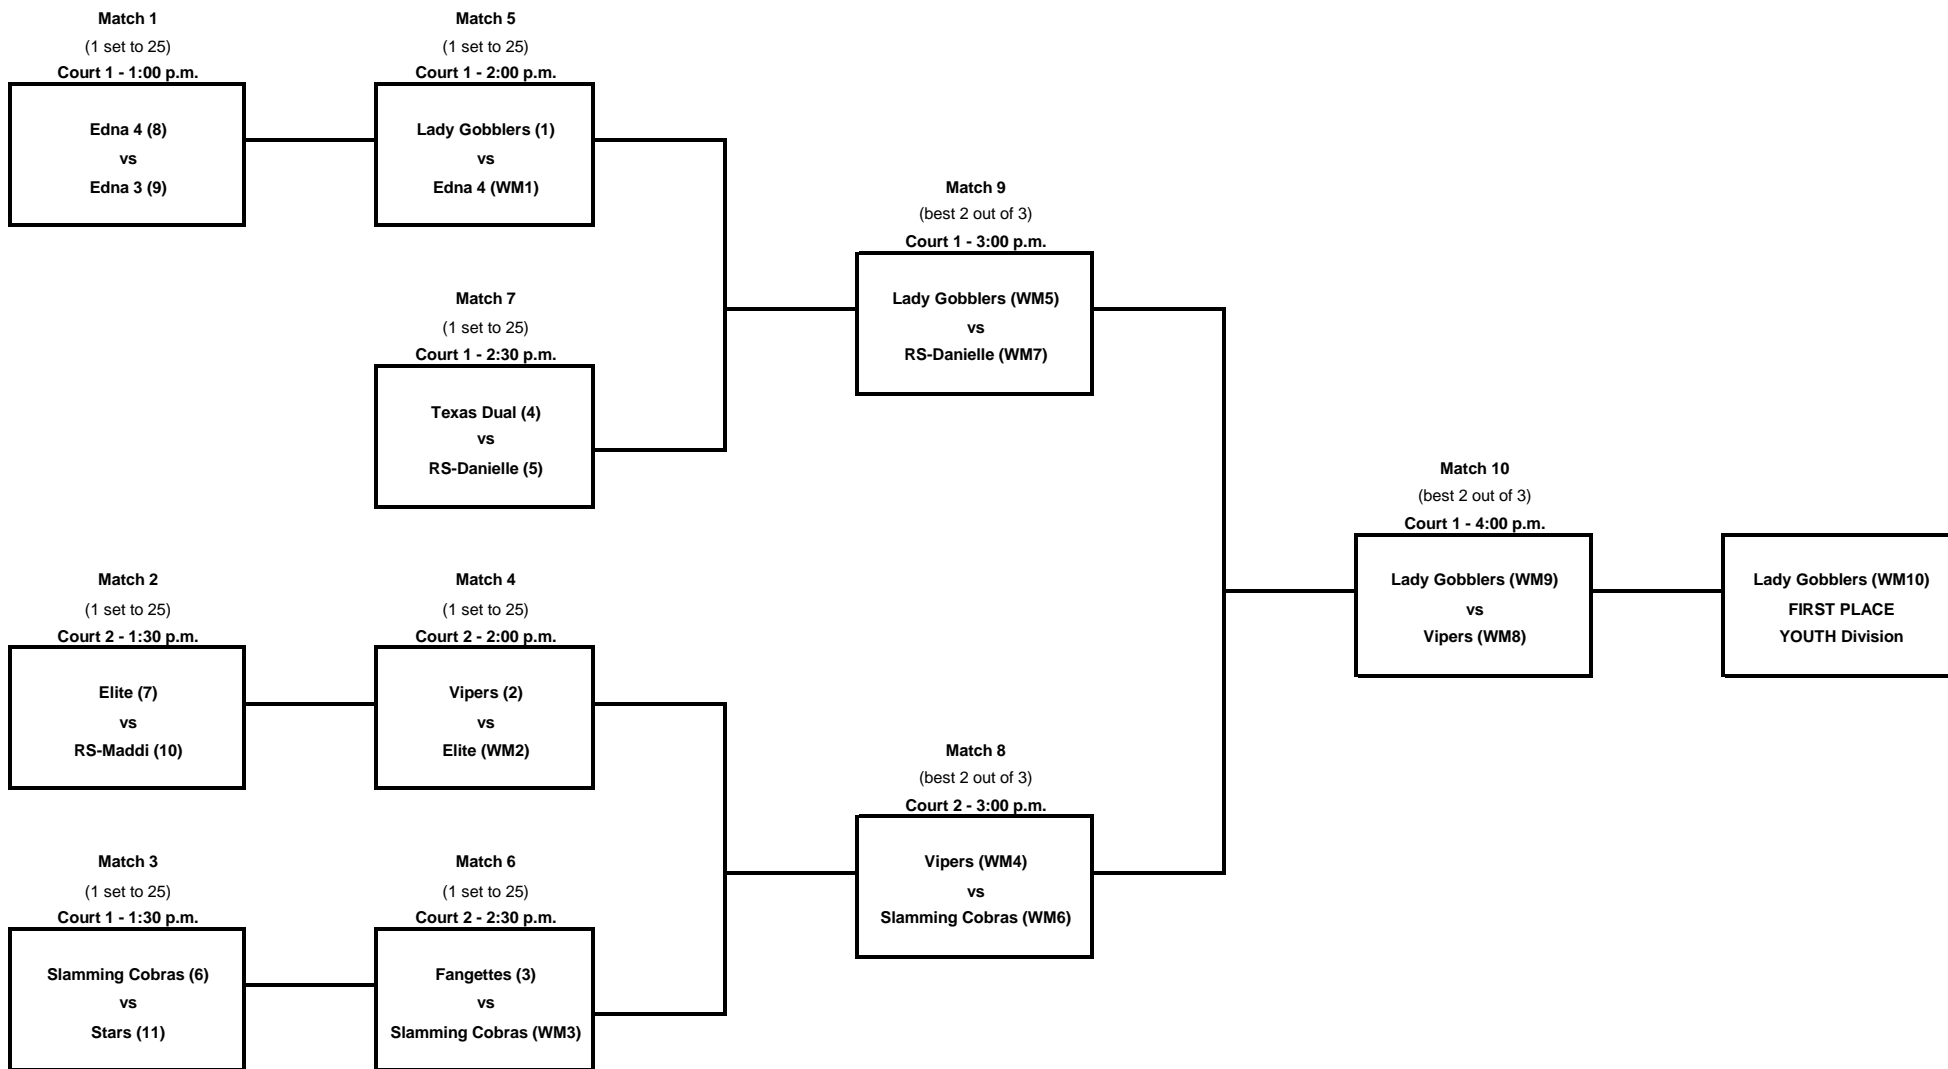 Match 1
(1 set to 25)
Court 1 - 1:00 p.m.
Edna 4 (8)
vs
Edna 3 (9)
Match 5
(1 set to 25)
Court 1 - 2:00 p.m.
Lady Gobblers (1)
vs
Edna 4 (WM1)
Match 7
(1 set to 25)
Court 1 - 2:30 p.m.
Texas Dual (4)
vs
RS-Danielle (5)
Match 9
(best 2 out of 3)
Court 1 - 3:00 p.m.
Lady Gobblers (WM5)
vs
RS-Danielle (WM7)
Match 2
(1 set to 25)
Court 2 - 1:30 p.m.
Elite (7)
vs
RS-Maddi (10)
Match 4
(1 set to 25)
Court 2 - 2:00 p.m.
Vipers (2)
vs
Elite (WM2)
Match 3
(1 set to 25)
Court 1 - 1:30 p.m.
Slamming Cobras (6)
vs
Stars (11)
Match 6
(1 set to 25)
Court 2 - 2:30 p.m.
Fangettes (3)
vs
Slamming Cobras (WM3)
Match 8
(best 2 out of 3)
Court 2 - 3:00 p.m.
Vipers (WM4)
vs
Slamming Cobras (WM6)
Match 10
(best 2 out of 3)
Court 1 - 4:00 p.m.
Lady Gobblers (WM9)
vs
Vipers (WM8)
Lady Gobblers (WM10)
FIRST PLACE
YOUTH Division